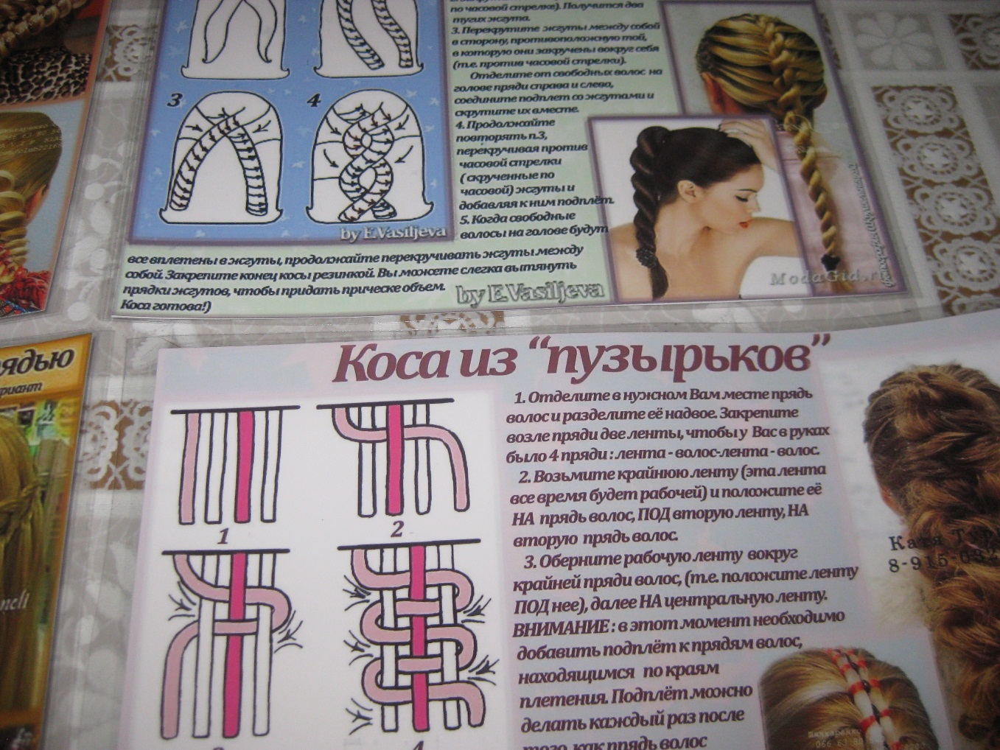 по часовой стрелке). Получится два
тугих жгута.
3. Перекрутите жгуты между собой
в сторону, противоположную той,
в которую они закручены вокруг себя
(т.е. против часовой стрелки).
Отделите от свободных волос на
голове пряди справа и слева,
соедините подплет со жгутами и
скрутите их вместе.
4. Продолжайте
повторять п.3,
перекручивая против
часовой стрелки
( скрученные по
часовой) жгуты и
добавляя к ним подплёт.
5. Когда свободные
волосы на голове будут
3
4
by E.Vasiljeva
все вплетены в жгуты, продолжайте перекручивать жгуты между
собой. Закрепите конец косы резинкой. Вы можете слегка вытянуть
прядки жгутов, чтобы придать прическе объем.
Коса готова!)
by E.Vasiljeva
ModaGid.r
рядью
риант
Коса из “пузырьков”
1. Отделите в нужном Вам месте прядь
волос и разделите её надвое. Закрепите
возле пряди две ленты, чтобы у Вас в руках
было 4 пряди : лента - волос-лента - волос.
2. Возьмите крайнюю ленту (эта лента
все время будет рабочей) и положите её
НА прядь волос, ПОД вторую ленту, НА
вторую прядь волос.
3. Оберните рабочую ленту вокруг
крайней пряди волос, (т.е. положите ленту
ПОД нее), далее НА центральную ленту.
ВНИМАНИЕ : в этот момент необходимо
добавить подплёт к прядям волос,
находящимся по краям
плетения. Подплёт можно
делать каждый раз после
того, как прядь волос
1
2
3
4
Катя Т
8-915-032